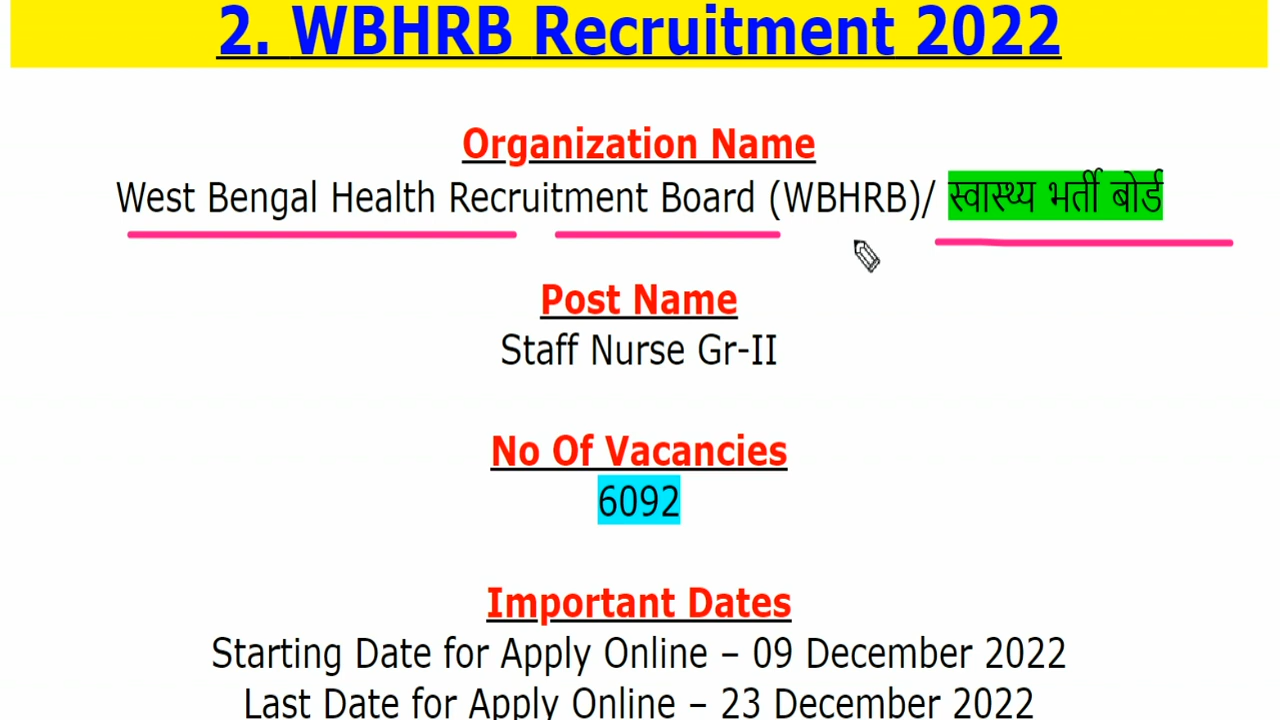 2. WBHRB Recruitment 2022
Organization Name
West Bengal Health Recruitment Board (WBHRB)/ स्वास्थ्य भर्ती बोर्ड
Post Name
Staff Nurse Gr-II
No Of Vacancies
6092
Important Dates
Starting Date for Apply Online – 09 December 2022
Last Date for Apply Online – 23 December 2022